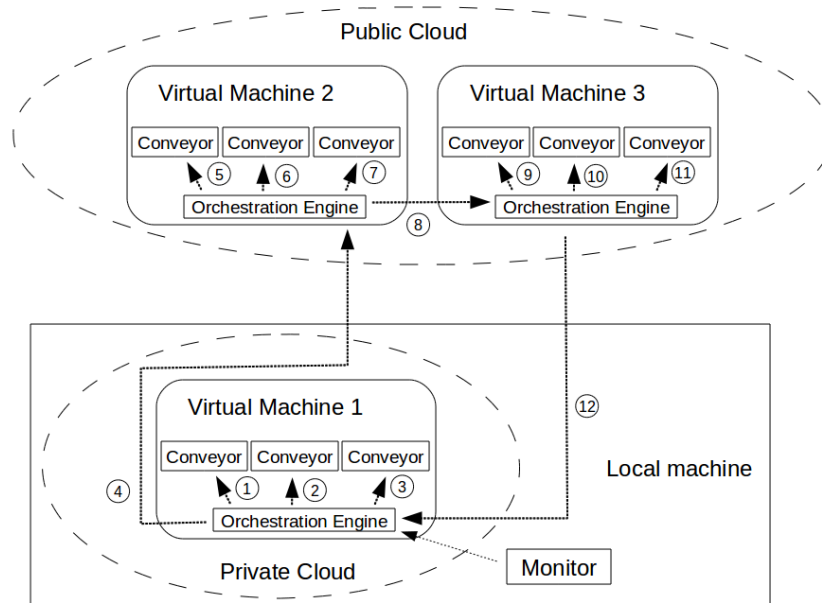 Public Cloud
Virtual Machine 2
Virtual Machine 3
Conveyor Conveyor Conveyor
Conveyor Conveyor Conveyor
5 6 7
9 10 11
Orchestration Engine
Orchestration Engine
8
Virtual Machine 1
12
Conveyor Conveyor Conveyor
Local machine
4
1 2 3
Orchestration Engine
Monitor
Private Cloud